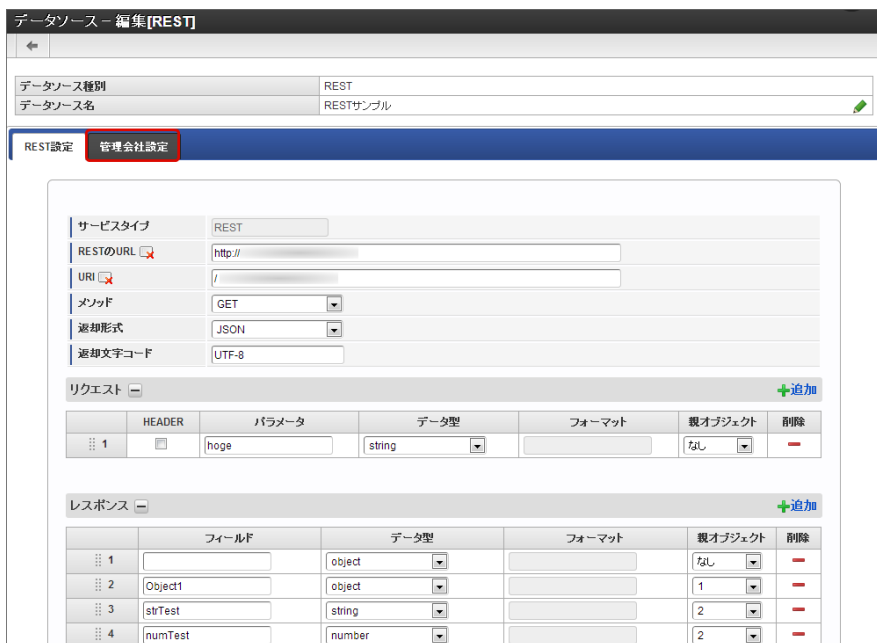 データソース – 編集[REST]
データソース種別 REST
データソース名 RESTサンプル
REST設定 管理会社設定
サービスタイプ REST
RESTのURL http://
URI /
メソッド GET
返却形式 JSON
返却文字コード UTF-8
リクエスト 追加
HEADER パラメータ データ型 フォーマット 親オブジェクト 削除
1 hoge string なし
レスポンス 追加
フィールド データ型 フォーマット 親オブジェクト 削除
1 object なし
2 Object1 object 1
3 strTest string 2
4 numTest number 2